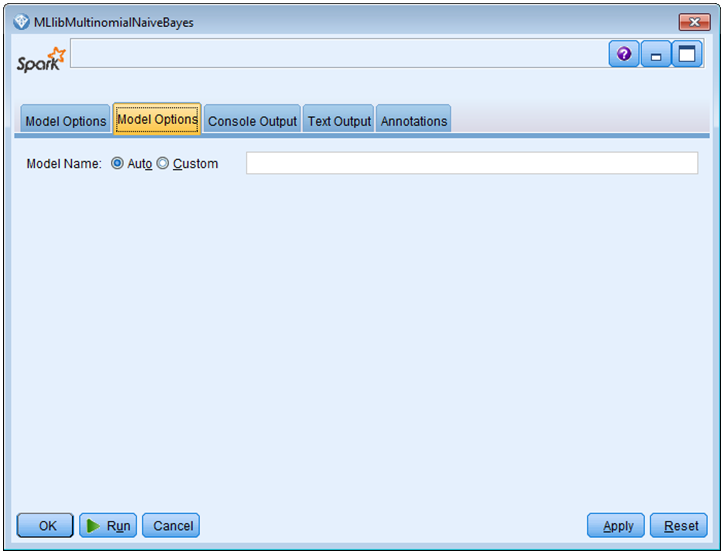 MLlibMultinomialNaiveBayes
Spark
Model Options Model Options Console Output Text Output Annotations
Model Name: Auto Custom
OK Run Cancel Apply Reset